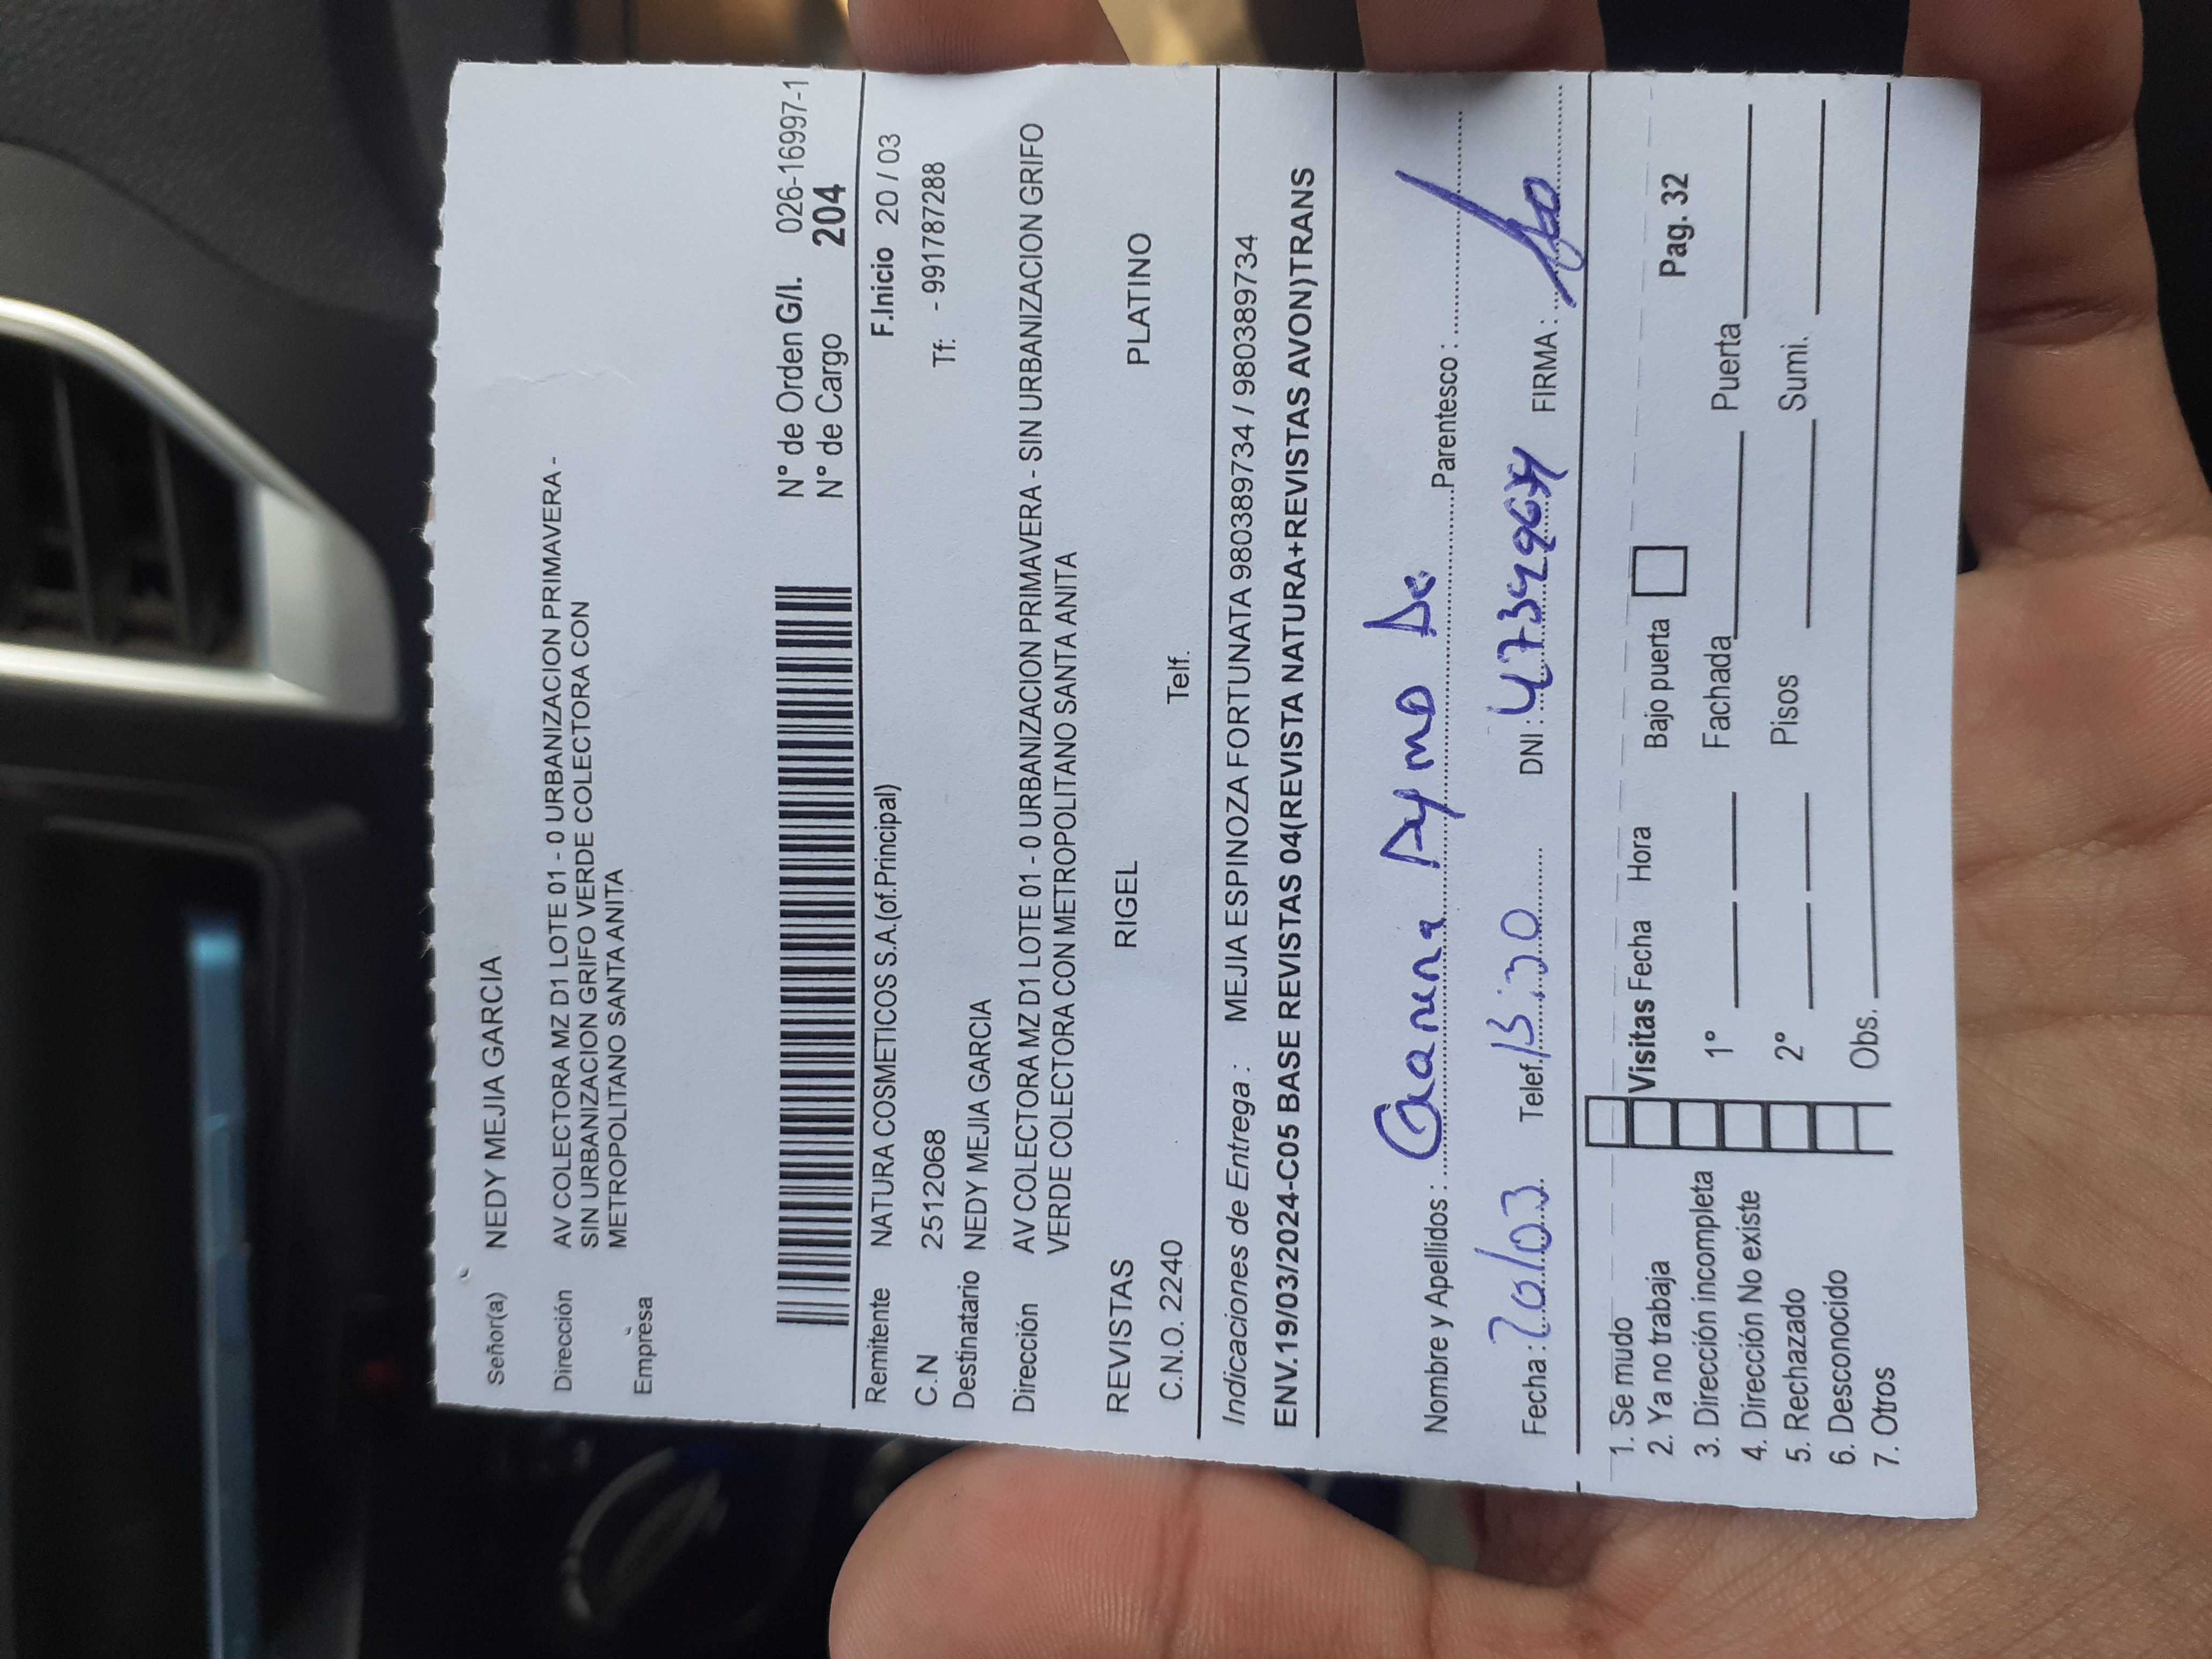 Señor(a) NEDY MEJIA GARCIA
Dirección AV COLECTORA MZ D1 LOTE 01 - 0 URBANIZACION PRIMAVERA -
SIN URBANIZACION GRIFO VERDE COLECTORA CON
METROPOLITANO SANTA ANITA
Empresa
N° de Orden G/I. 026-16997-1
N° de Cargo 204
Remitente NATURA COSMETICOS S.A.(of.Principal) F.Inicio 20 / 03
C.N 2512068 Tf: - 991787288
Destinatario NEDY MEJIA GARCIA
Dirección AV COLECTORA MZ D1 LOTE 01 - 0 URBANIZACION PRIMAVERA - SIN URBANIZACION GRIFO
VERDE COLECTORA CON METROPOLITANO SANTA ANITA
REVISTAS RIGEL PLATINO
C.N.O. 2240 Telf.
Indicaciones de Entrega : MEJIA ESPINOZA FORTUNATA 980389734 / 980389734
ENV.19/03/2024-C05 BASE REVISTAS 04(REVISTA NATURA+REVISTAS AVON)TRANS
Nombre y Apellidos : Parentesco :
Fecha : 20/03 Telef. DNI : FIRMA :
1. Se mudo
2. Ya no trabaja Visitas Fecha Hora Bajo puerta Pag. 32
3. Dirección incompleta 1° Fachada Puerta
4. Dirección No existe
5. Rechazado 2° Pisos Sumi.
6. Desconocido
7. Otros Obs.